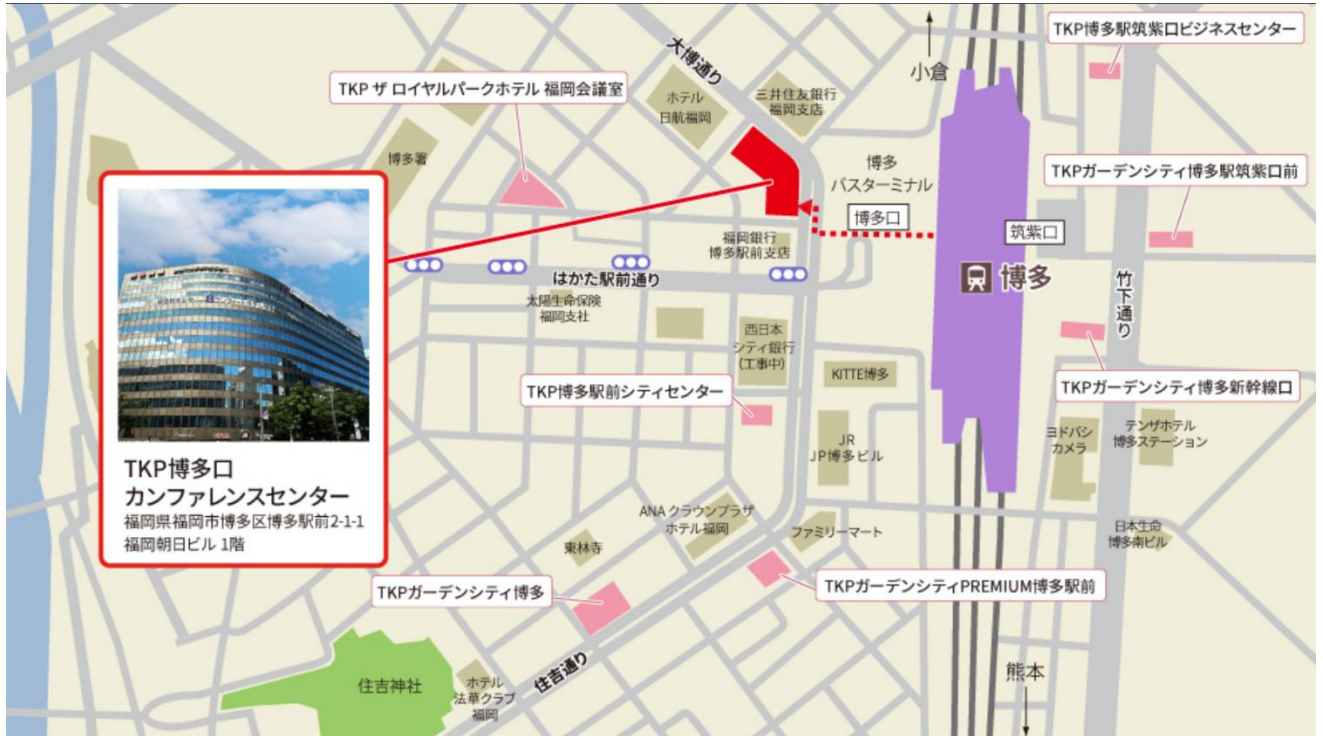 大博通り
小倉
TKP博多駅筑紫口ビジネスセンター
TKP ザ ロイヤルパークホテル 福岡会議室
ホテル
日航福岡
三井住友銀行
福岡支店
博多署
博多
バスターミナル
TKPガーデンシティ博多駅筑紫口前
博多口
筑紫口
福岡銀行
博多駅前支店
はかた駅前通り
博多
竹下通り
太陽生命保険
福岡支社
西日本
シティ銀行
(工事中)
KITTE博多
TKP博多駅前シティセンター
TKPガーデンシティ博多新幹線口
JR
JP博多ビル
ヨドバシ
カメラ
テンザホテル
博多ステーション
TKP博多口
カンファレンスセンター
福岡県福岡市博多区博多駅前2-1-1
福岡朝日ビル 1階
ANA クラウンプラザ
ホテル福岡
ファミリーマート
日本生命
博多南ビル
東林寺
TKPガーデンシティ博多
TKPガーデンシティPREMIUM博多駅前
住吉通り
住吉神社
ホテル
法華クラブ
福岡
熊本